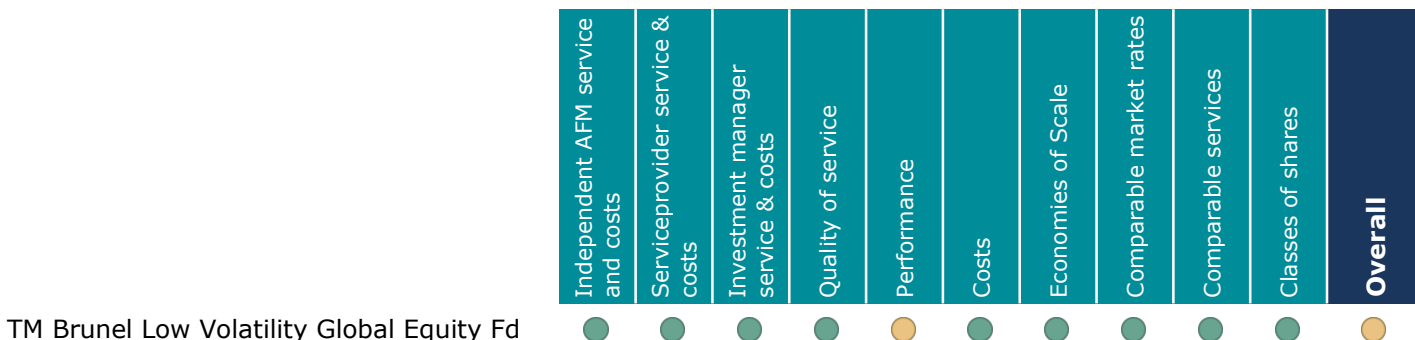 Independent AFM service
and costs
Serviceprovider service &
costs
Investment manager
service & costs
Quality of service
Performance
Costs
Economies of Scale
Comparable market rates
Comparable services
Classes of shares
Overall
TM Brunel Low Volatility Global Equity Fd